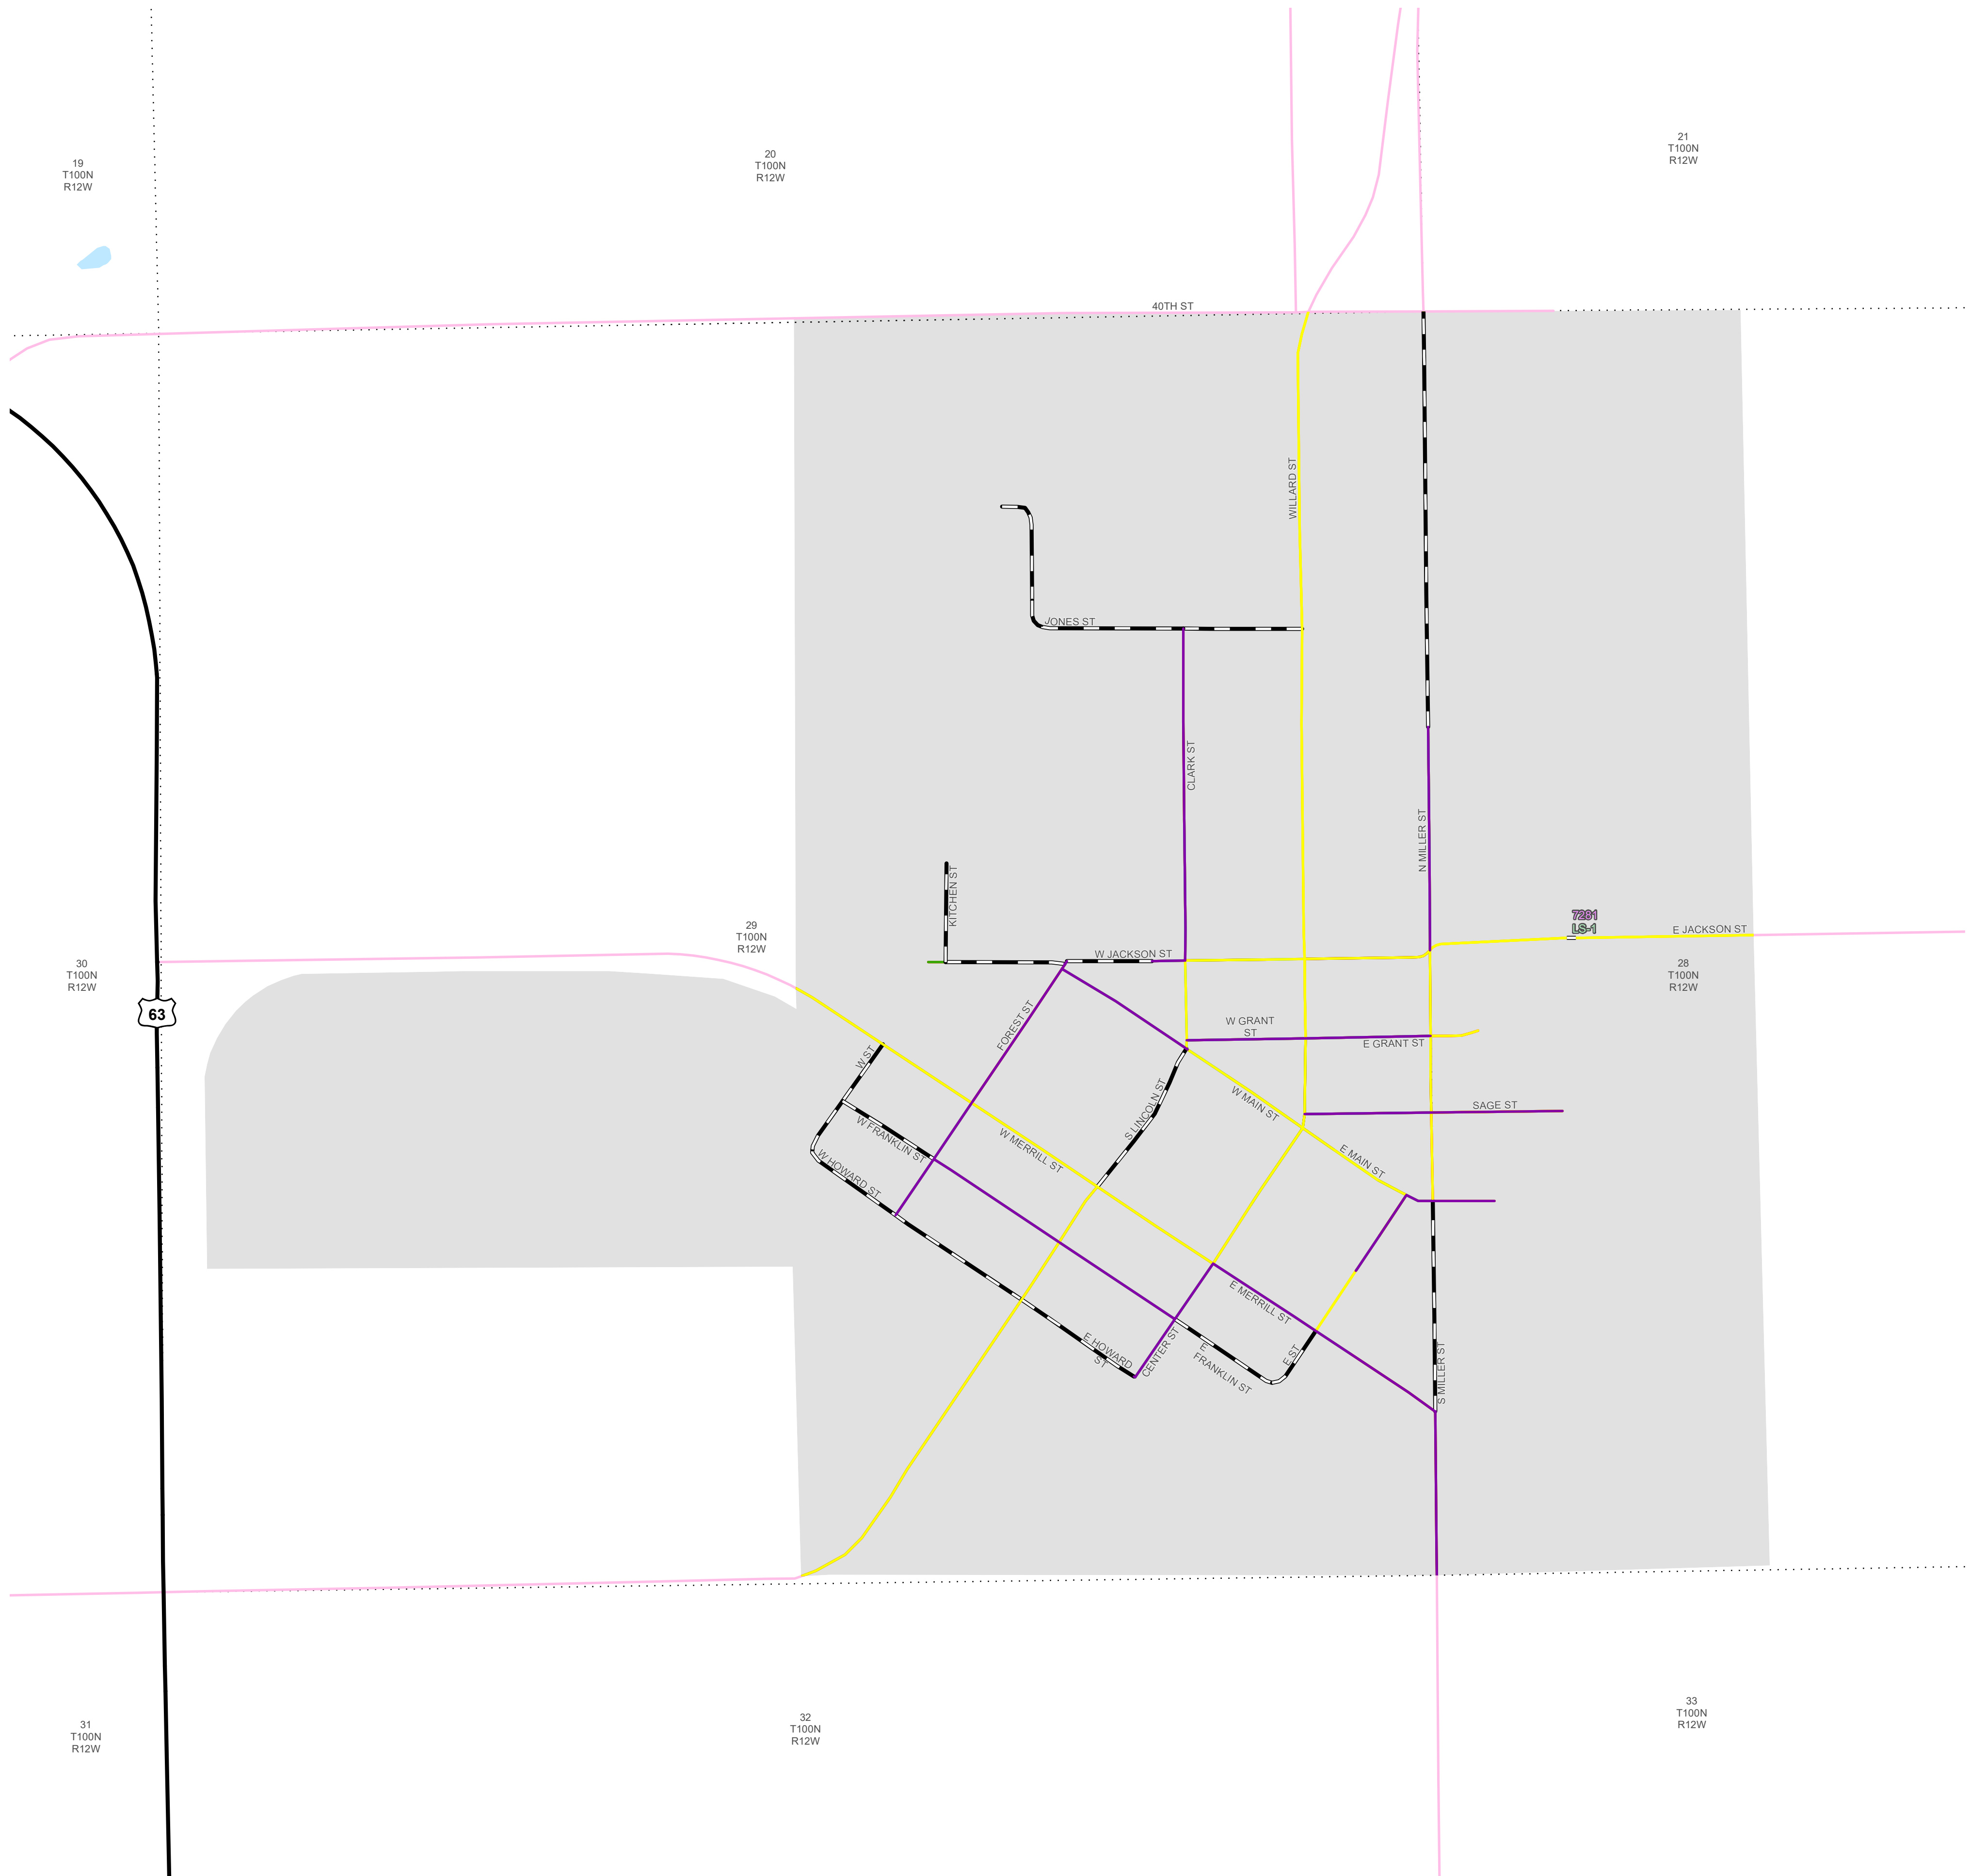 21
T100N
R12W
20
T100N
R12W
19
T100N
R12W
40TH ST
WILLARD ST
JONES ST
CLARK ST
N MILLER ST
KITCHEN ST
7281
LS-1
E JACKSON ST
29
T100N
R12W
W JACKSON ST
30
T100N
R12W
28
T100N
R12W
63
FOREST ST
W GRANT
ST
E GRANT ST
W ST
W MAIN ST
S LINCOLN ST
SAGE ST
W FRANKLIN ST
W MERRILL ST
E MAIN ST
W HOWARD ST
E MERRILL ST
E HOWARD
ST
CENTER ST
E
FRANKLIN ST
E ST
S MILLER ST
33
T100N
R12W
32
T100N
R12W
31
T100N
R12W